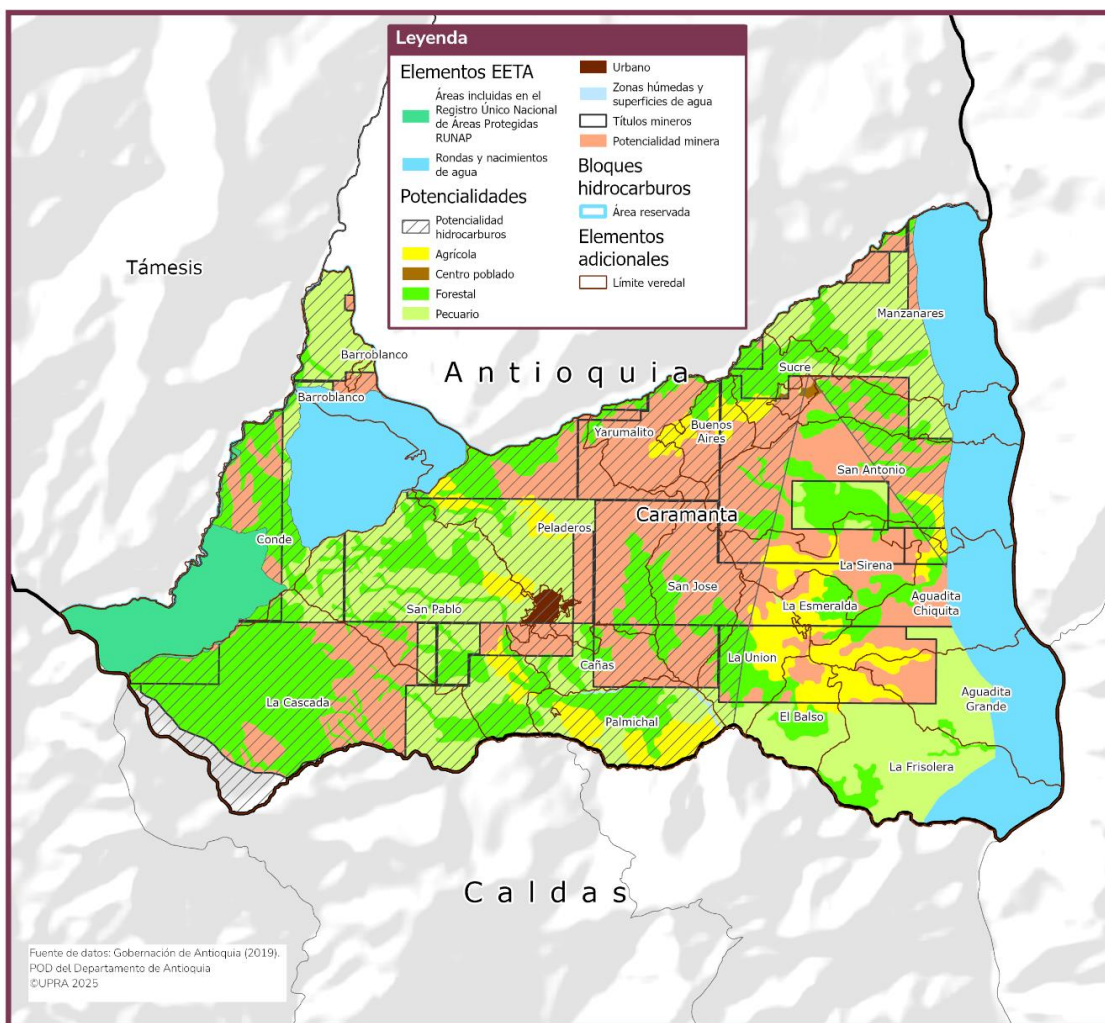 Leyenda
Elementos EETA
Áreas incluidas en el
Registro Único Nacional
de Áreas Protegidas
RUNAP
Rondas y nacimientos
de agua
Potencialidades
Potencialidad
hidrocarburos
Agrícola
Centro poblado
Forestal
Pecuario
Urbano
Zonas húmedas y
superficies de agua
Títulos mineros
Potencialidad minera
Bloques
hidrocarburos
Área reservada
Elementos
adicionales
Límite veredal
Támesis
Antioquia
Manzanares
Barroblanco
Sucre
Barroblanco
Yarumalito
Buenos
Aires
San Antonio
Caramanta
Peladeros
Conde
La Sirena
San Jose
Aguadita
Chiquita
La Esmeralda
San Pablo
La Union
Cañas
Aguadita
Grande
La Cascada
El Balso
Palmichal
La Frisolera
Caldas
Fuente de datos: Gobernación de Antioquia (2019).
POD del Departamento de Antioquia
©UPRA 2025